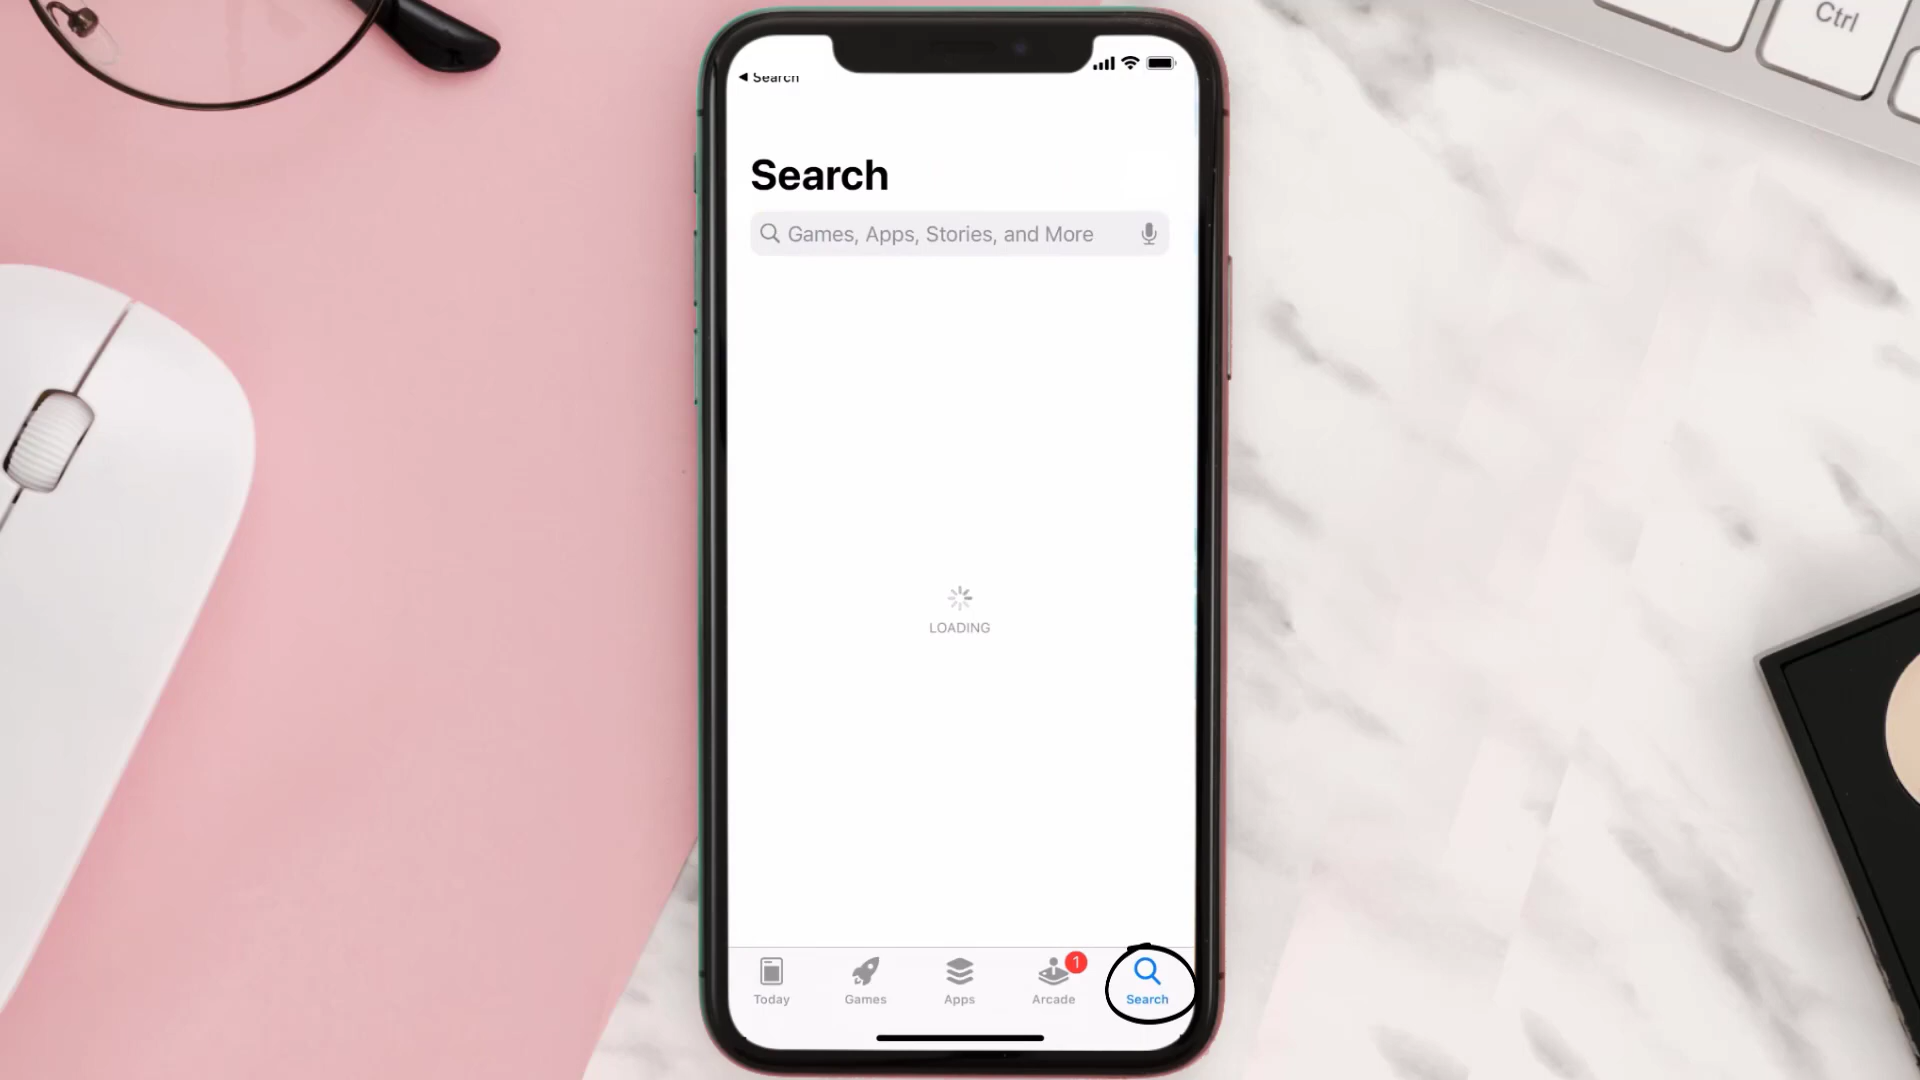 Ctrl
◀ Search
Search
Games, Apps, Stories, and More
LOADING
1
Today
Games
Apps
Arcade
Search